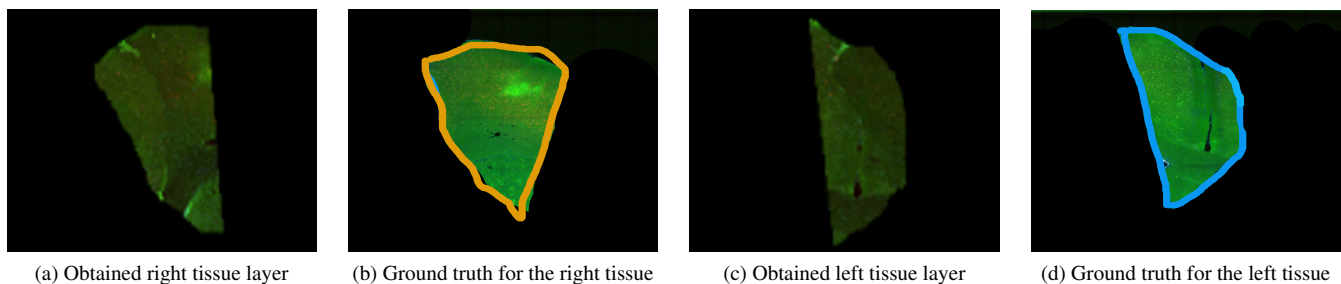 (a) Obtained right tissue layer
(b) Ground truth for the right tissue
(c) Obtained left tissue layer
(d) Ground truth for the left tissue